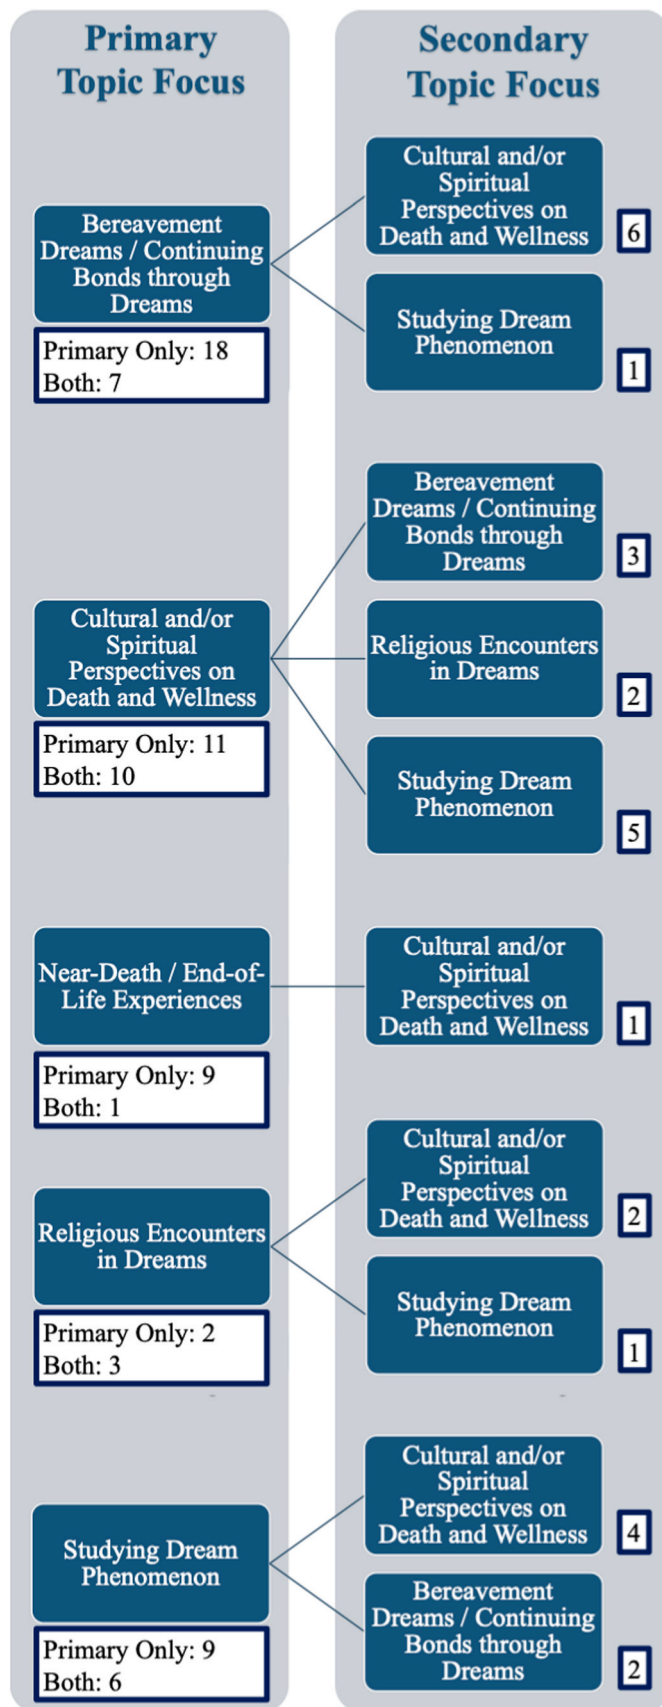 Primary
Topic Focus
Secondary
Topic Focus
Bereavement
Dreams / Continuing
Bonds through
Dreams
Primary Only: 18
Both: 7
Cultural and/or
Spiritual
Perspectives on
Death and Wellness
6
Studying Dream
Phenomenon
1
Cultural and/or
Spiritual
Perspectives on
Death and Wellness
Primary Only: 11
Both: 10
Bereavement
Dreams / Continuing
Bonds through
Dreams
3
Religious Encounters
in Dreams
2
Studying Dream
Phenomenon
5
Near-Death / End-of-
Life Experiences
Primary Only: 9
Both: 1
Cultural and/or
Spiritual
Perspectives on
Death and Wellness
1
Religious Encounters
in Dreams
Primary Only: 2
Both: 3
Cultural and/or
Spiritual
Perspectives on
Death and Wellness
2
Studying Dream
Phenomenon
1
Studying Dream
Phenomenon
Primary Only: 9
Both: 6
Cultural and/or
Spiritual
Perspectives on
Death and Wellness
4
Bereavement
Dreams / Continuing
Bonds through
Dreams
2